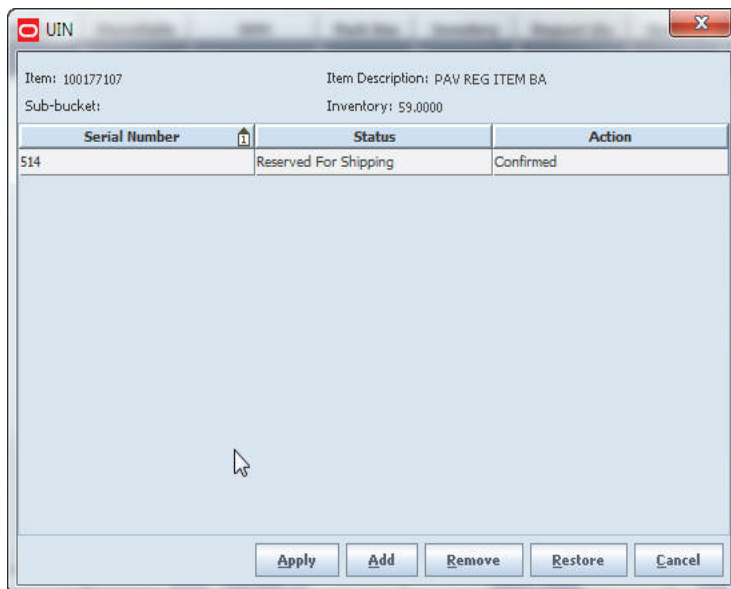 UIN
Item: 100177107 Item Description: PAV REG ITEM BA
Sub-bucket: Inventory: 59.0000
Serial Number 1 Status Action
514 Reserved For Shipping Confirmed
Apply Add Remove Restore Cancel